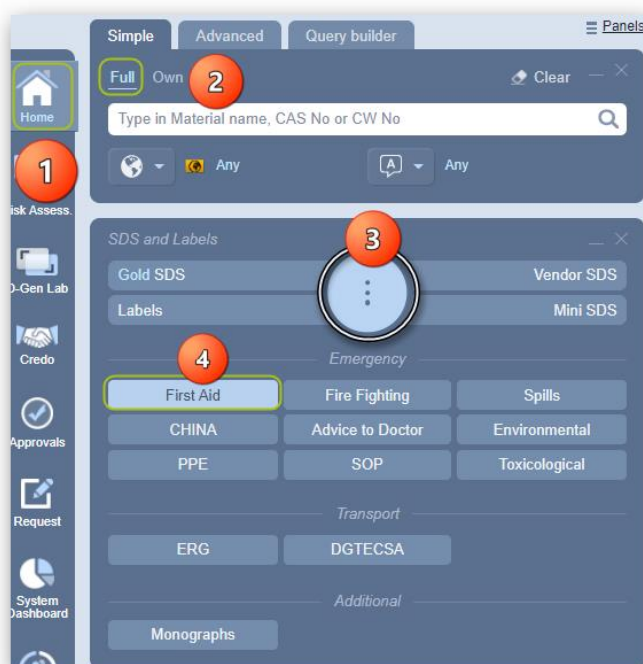 Simple Advanced Query builder Panels
Full Own 2 Clear
Home
Type in Material name, CAS No or CW No
Any Any
1
isk Assess.
SDS and Labels 3
Gold SDS Vendor SDS
O-Gen Lab
Labels Mini SDS
Credo
4 Emergency
First Aid Fire Fighting Spills
CHINA Advice to Doctor Environmental
Approvals
PPE SOP Toxicological
Request
Transport
ERG DGTECSA
System
Dashboard
Additional
Monographs